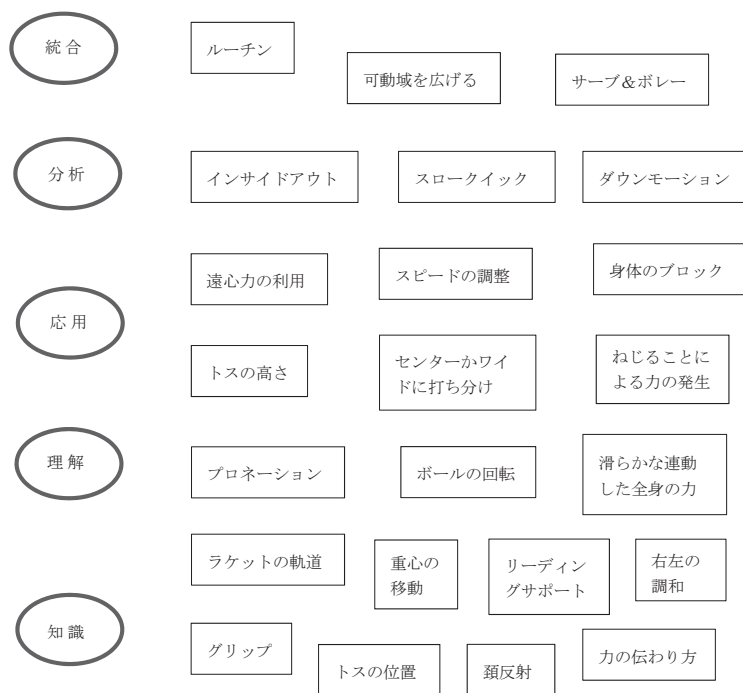 統合
ルーチン
可動域を広げる
サーブ&ボレー
分析
インサイドアウト
スロークイック
ダウンモーション
応用
遠心力の利用
スピードの調整
身体のブロック
トスの高さ
センターかワイ
ドに打ち分け
ねじることに
よる力の発生
理解
プロネーション
ボールの回転
滑らかな連動
した全身の力
知識
ラケットの軌道
重心の
移動
リーディン
グサポート
右左の
調和
グリップ
トスの位置
頚反射
力の伝わり方